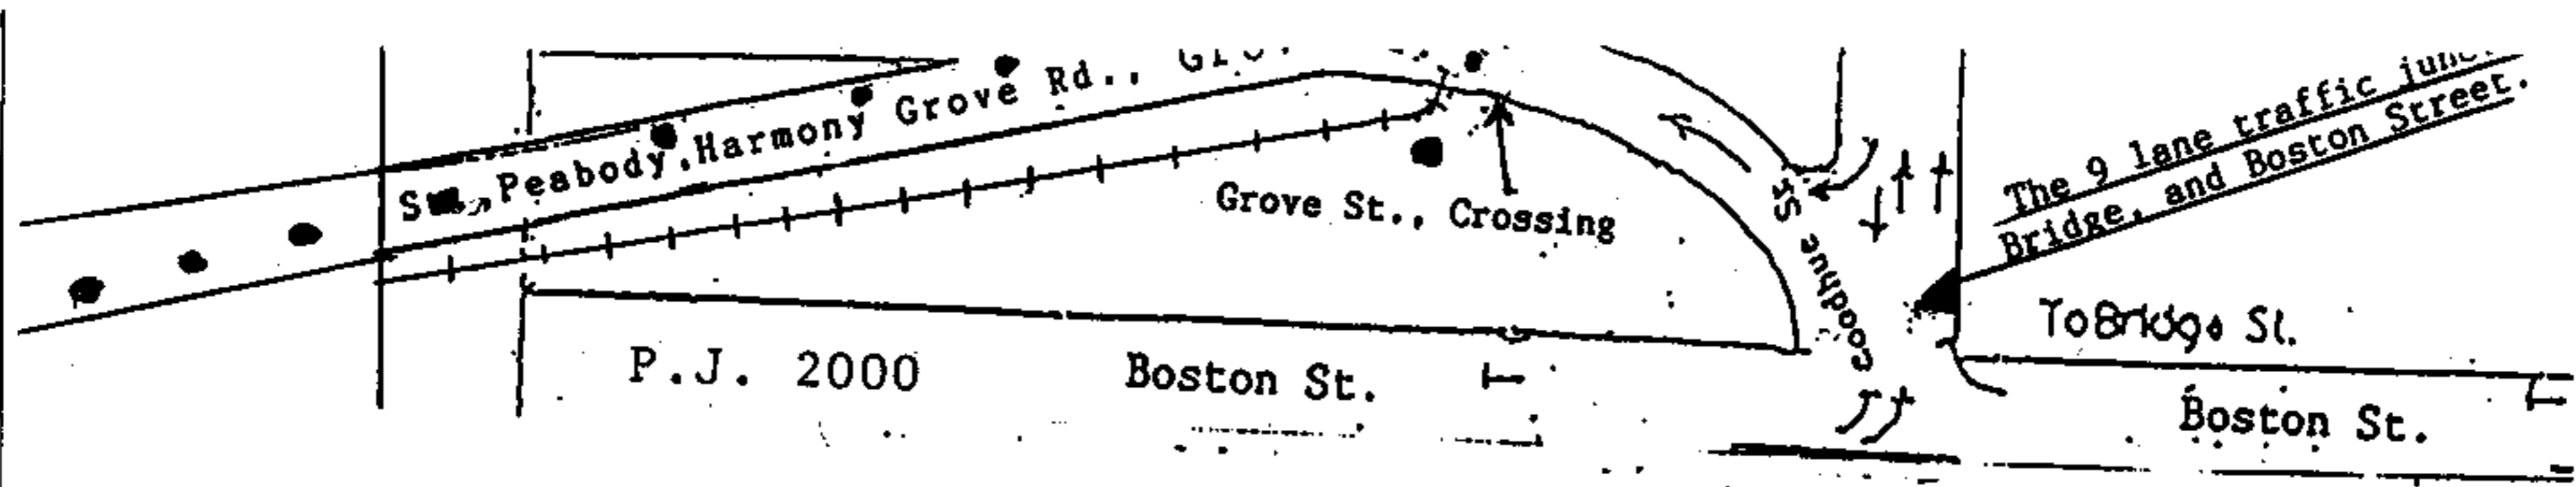 Peabody, Harmony Grove Rd.,
Grove St., Crossing
The 9 lane traffic
Bridge, and Boston Street.
Goodhue St
To Bridge St.
P.J. 2000
Boston St.
Boston St.